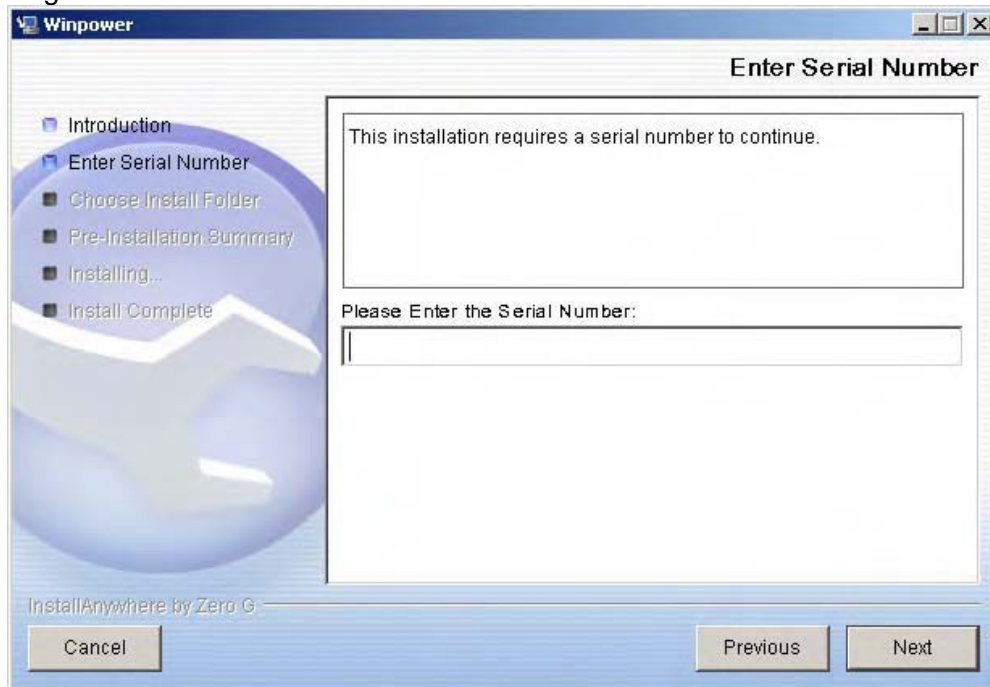 Winpower
Enter Serial Number
Introduction
Enter Serial Number
Choose Install Folder
Pre-Installation Summary
Installing...
Install Complete
This installation requires a serial number to continue.
Please Enter the Serial Number:
InstallAnywhere by Zero G
Cancel
Previous
Next